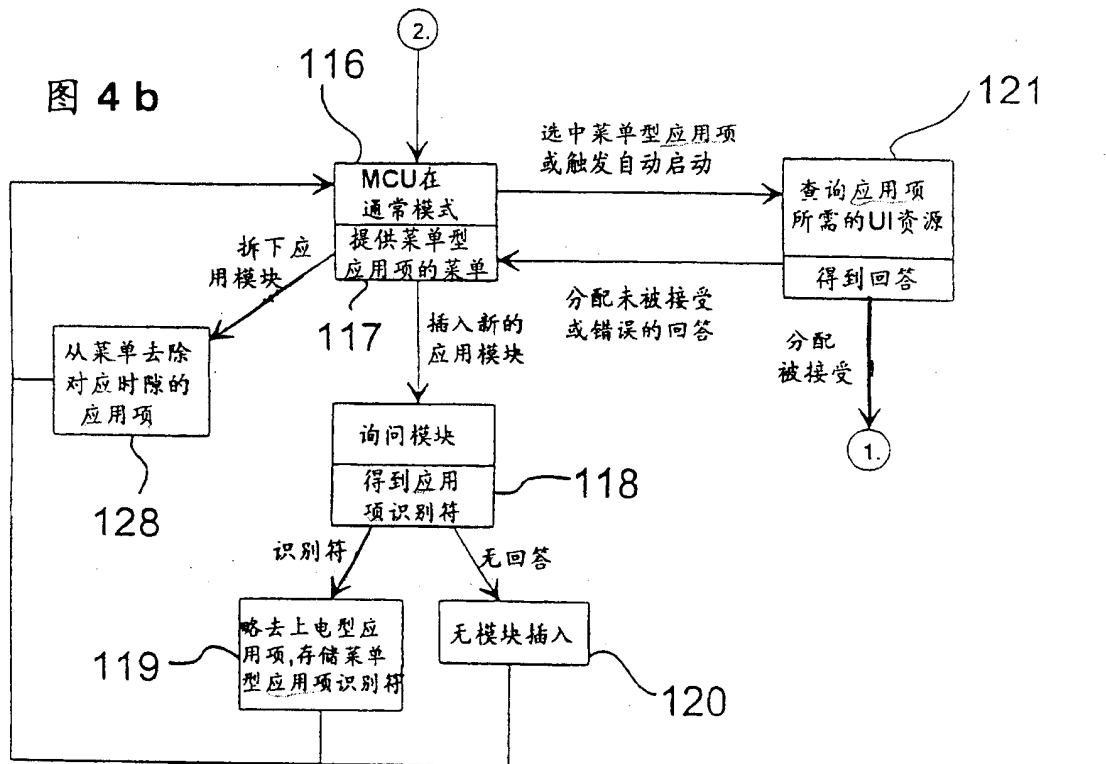 2.
图 4 b
116
121
选中菜单型应用项
或触发自动启动
MCU在
通常模式
提供菜单型
应用项的菜单
查询应用项
所需的UI资源
得到回答
拆下应
用模块
117
插入新的
应用模块
分配未被接受
或错误的回答
分配
被接受
1.
从菜单去除
对应时隙的
应用项
128
询问模块
得到应用
项识别符
118
识别符
无回答
略去上电型应
用项,存储菜单
型应用项识别符
119
无模块插入
120